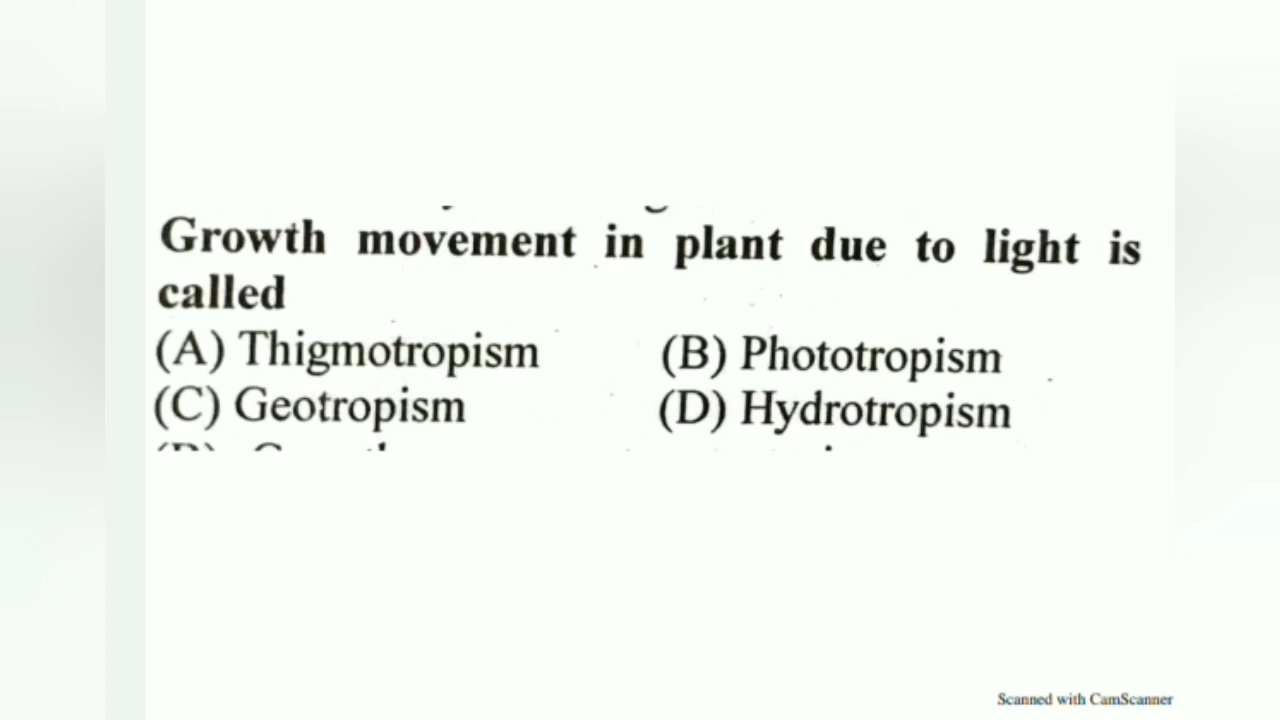 Growth movement in plant due to light is
called
(A) Thigmotropism (B) Phototropism
(C) Geotropism (D) Hydrotropism
Scanned with CamScanner